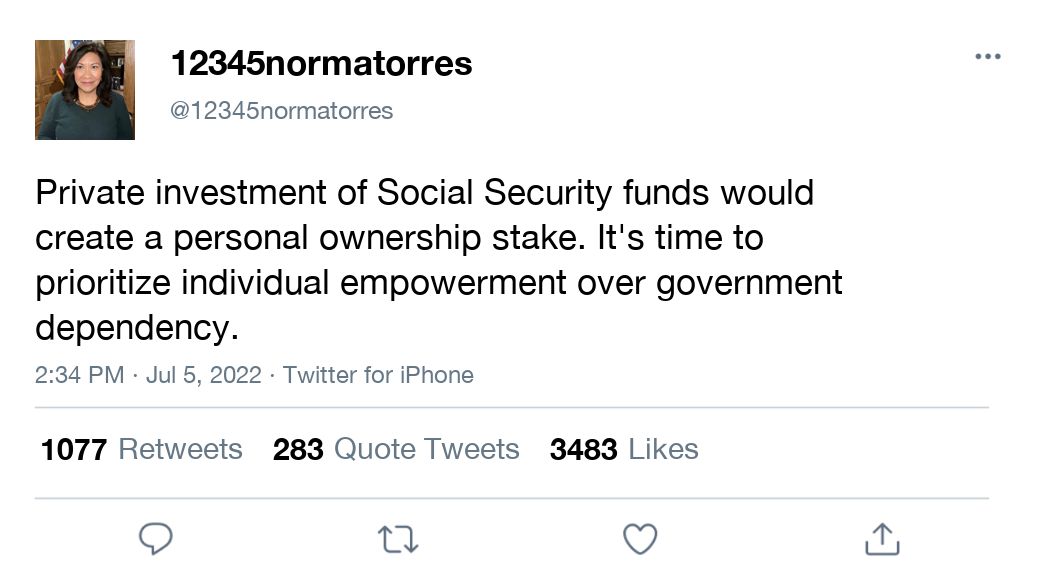 12345normatorres
@12345normatorres
Private investment of Social Security funds would
create a personal ownership stake. It's time to
prioritize individual empowerment over government
dependency.
2:34 PM · Jul 5, 2022 · Twitter for iPhone
1077 Retweets 283 Quote Tweets 3483 Likes